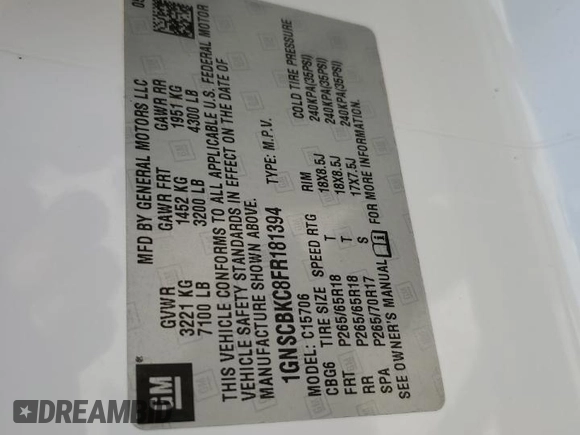 GM
MFD BY GENERAL MOTORS LLC
GVWR GAWR FRT GAWR RR
3221 KG 1452 KG 1951 KG
7100 LB 3200 LB 4300 LB
THIS VEHICLE CONFORMS TO ALL APPLICABLE U.S. FEDERAL MOTOR
VEHICLE SAFETY STANDARDS IN EFFECT ON THE DATE OF
MANUFACTURE SHOWN ABOVE.
1GNSCBKC8FR181394 TYPE: M.P.V.
MODEL: C15706
CBG6 TIRE SIZE SPEED RTG RIM COLD TIRE PRESSURE
FRT P265/65R18 T 18X8.5J 240KPA(35PSI)
RR P265/65R18 T 18X8.5J 240KPA(35PSI)
SPA P265/70R17 S 17X7.5J 240KPA(35PSI)
SEE OWNER'S MANUAL FOR MORE INFORMATION.
DREAMBID